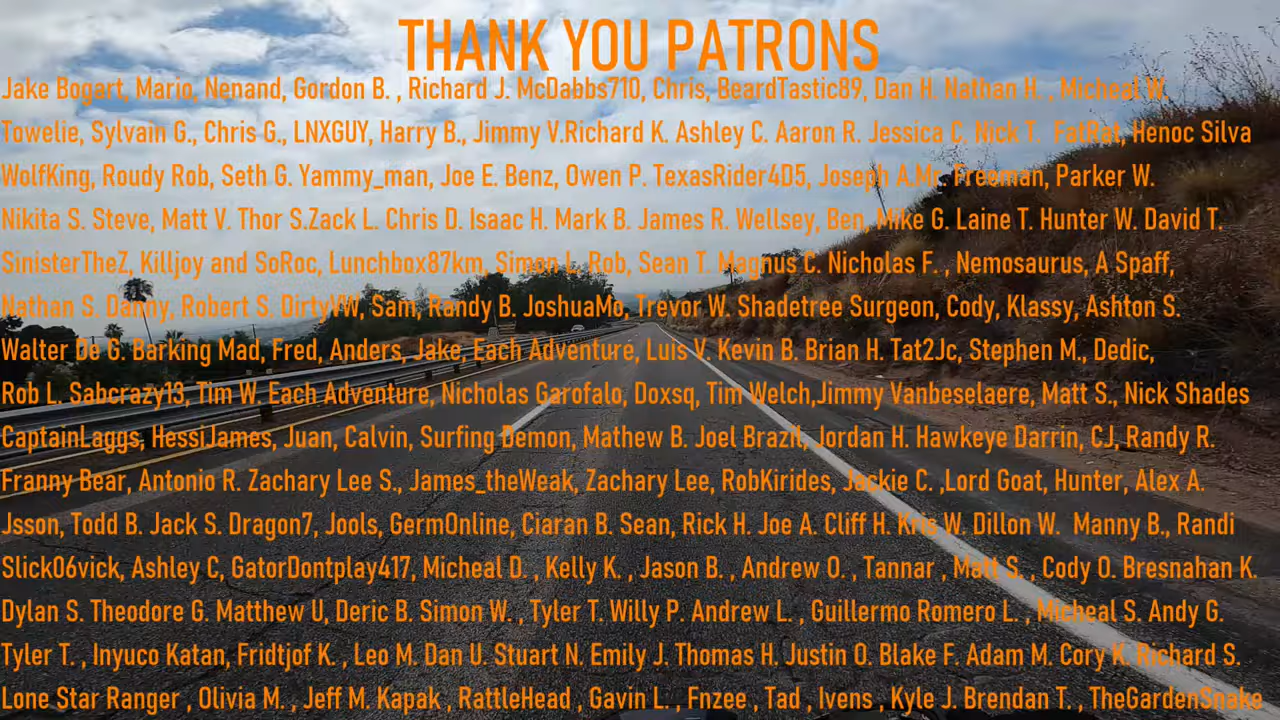 THANK YOU PATRONS
Jake Bogart, Mario, Nenand, Gordon B. , Richard J. McDabbs710, Chris, BeardTastic89, Dan H. Nathan H. , Micheal W.
Towelie, Sylvain G., Chris G., LNXGUY, Harry B., Jimmy V.Richard K. Ashley C. Aaron R. Jessica C, Nick T. FatRat, Henoc Silva
WolfKing, Roudy Rob, Seth G. Yammy_man, Joe E. Benz, Owen P. TexasRider4D5, Joseph A.Mr. Freeman, Parker W.
Nikita S. Steve, Matt V. Thor S.Zack L. Chris D. Isaac H. Mark B. James R. Wellsey, Ben, Mike G. Laine T. Hunter W. David T.
SinisterTheZ, Killjoy and SoRoc, Lunchbox87km, Simon L. Rob, Sean T. Magnus C. Nicholas F. , Nemosaurus, A Spaff,
Nathan S. Danny, Robert S. DirtyVW, Sam, Randy B. JoshuaMo, Trevor W. Shadetree Surgeon, Cody, Klassy, Ashton S.
Walter De G. Barking Mad, Fred, Anders, Jake, Each Adventure, Luis V. Kevin B. Brian H. Tat2Jc, Stephen M., Dedic,
Rob L. Sabcrazy13, Tim W. Each Adventure, Nicholas Garofalo, Doxsq, Tim Welch,Jimmy Vanbeselaere, Matt S., Nick Shades
CaptainLaggs, HessiJames, Juan, Calvin, Surfing Demon, Mathew B. Joel Brazil, Jordan H. Hawkeye Darrin, CJ, Randy R.
Franny Bear, Antonio R. Zachary Lee S., James_theWeak, Zachary Lee, RobKirides, Jackie C. ,Lord Goat, Hunter, Alex A.
Jsson, Todd B. Jack S. Dragon7, Jools, GermOnline, Ciaran B. Sean, Rick H. Joe A. Cliff H. Kris W, Dillon W. Manny B., Randi
Slick06vick, Ashley C, GatorDontplay417, Micheal D. , Kelly K. , Jason B. , Andrew O. , Tannar , Matt S. , Cody O. Bresnahan K.
Dylan S. Theodore G. Matthew U, Deric B. Simon W. , Tyler T. Willy P. Andrew L. , Guillermo Romero L. , Micheal S. Andy G.
Tyler T. , Inyuco Katan, Fridtjof K. , Leo M. Dan U. Stuart N. Emily J. Thomas H. Justin O. Blake F. Adam M. Cory K. Richard S.
Lone Star Ranger , Olivia M. , Jeff M. Kapak , RattleHead , Gavin L. , Fnzee , Tad , Ivens , Kyle J. Brendan T. , TheGardenSnake